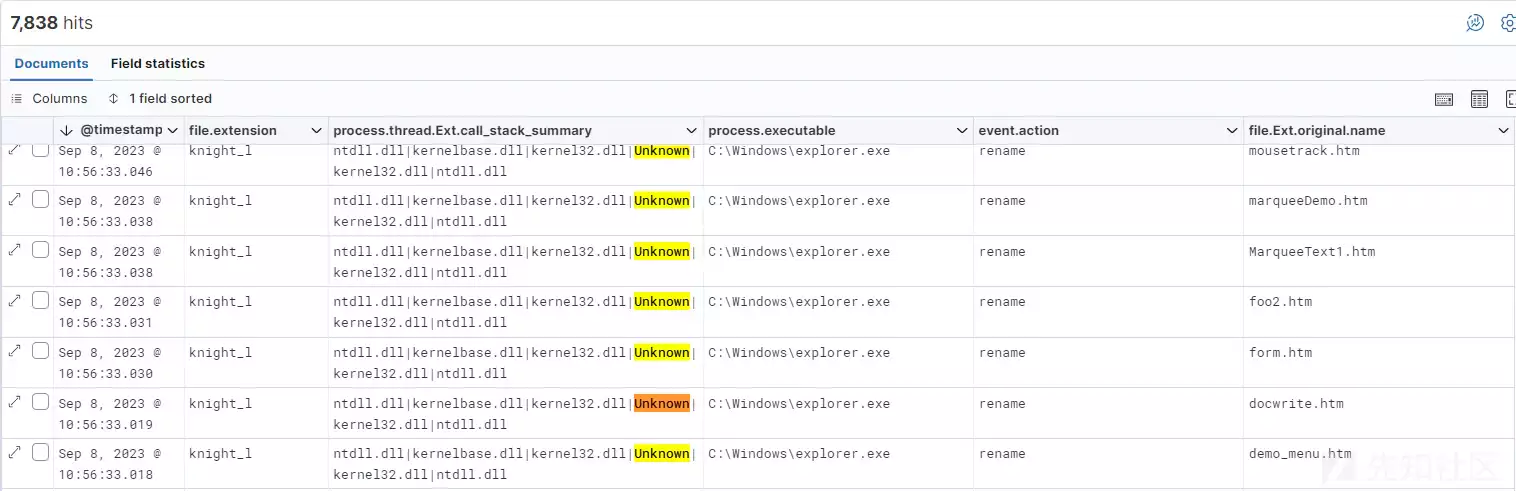 7,838 hits
Documents Field statistics
Columns 1 field sorted
@timestamp file.extension process.thread.Ext.call_stack_summary process.executable event.action file.Ext.original.name
Sep 8, 2023 @ knight_l ntdll.dll|kernelbase.dll|kernel32.dll|Unknown| C:\Windows\explorer.exe rename mousetrack.htm
10:56:33.046 kernel32.dll|ntdll.dll
Sep 8, 2023 @ knight_l ntdll.dll|kernelbase.dll|kernel32.dll|Unknown| C:\Windows\explorer.exe rename marqueeDemo.htm
10:56:33.038 kernel32.dll|ntdll.dll
Sep 8, 2023 @ knight_l ntdll.dll|kernelbase.dll|kernel32.dll|Unknown| C:\Windows\explorer.exe rename MarqueeText1.htm
10:56:33.038 kernel32.dll|ntdll.dll
Sep 8, 2023 @ knight_l ntdll.dll|kernelbase.dll|kernel32.dll|Unknown| C:\Windows\explorer.exe rename foo2.htm
10:56:33.031 kernel32.dll|ntdll.dll
Sep 8, 2023 @ knight_l ntdll.dll|kernelbase.dll|kernel32.dll|Unknown| C:\Windows\explorer.exe rename form.htm
10:56:33.030 kernel32.dll|ntdll.dll
Sep 8, 2023 @ knight_l ntdll.dll|kernelbase.dll|kernel32.dll|Unknown| C:\Windows\explorer.exe rename docwrite.htm
10:56:33.019 kernel32.dll|ntdll.dll
Sep 8, 2023 @ knight_l ntdll.dll|kernelbase.dll|kernel32.dll|Unknown| C:\Windows\explorer.exe rename demo_menu.htm
10:56:33.018 kernel32.dll|ntdll.dll
先知社区